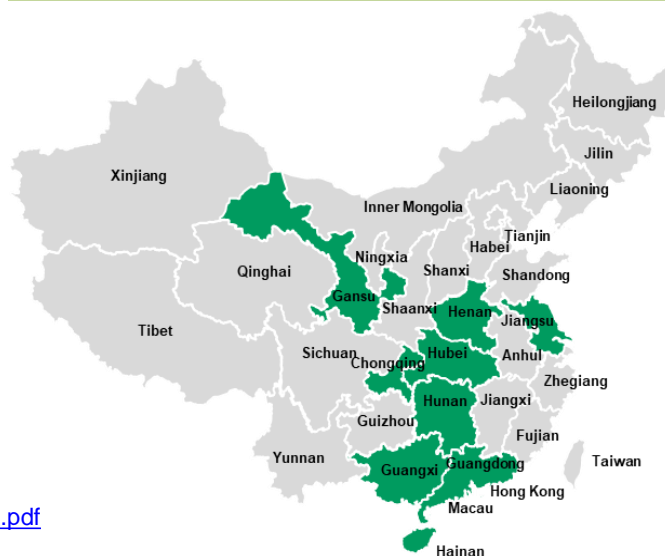 Heilongjiang
Jilin
Liaoning
Xinjiang
Inner Mongolia
Tianjin
Habei
Ningxia
Shanxi
Shandong
Qinghai
Gansu
Shaanxi
Henan
Jiangsu
Tibet
Sichuan
Chongqing
Hubei
Anhul
Zhegiang
Hunan
Jiangxi
Guizhou
Fujian
Yunnan
Guangxi
Guangdong
Taiwan
Hong Kong
Macau
.pdf
Hainan